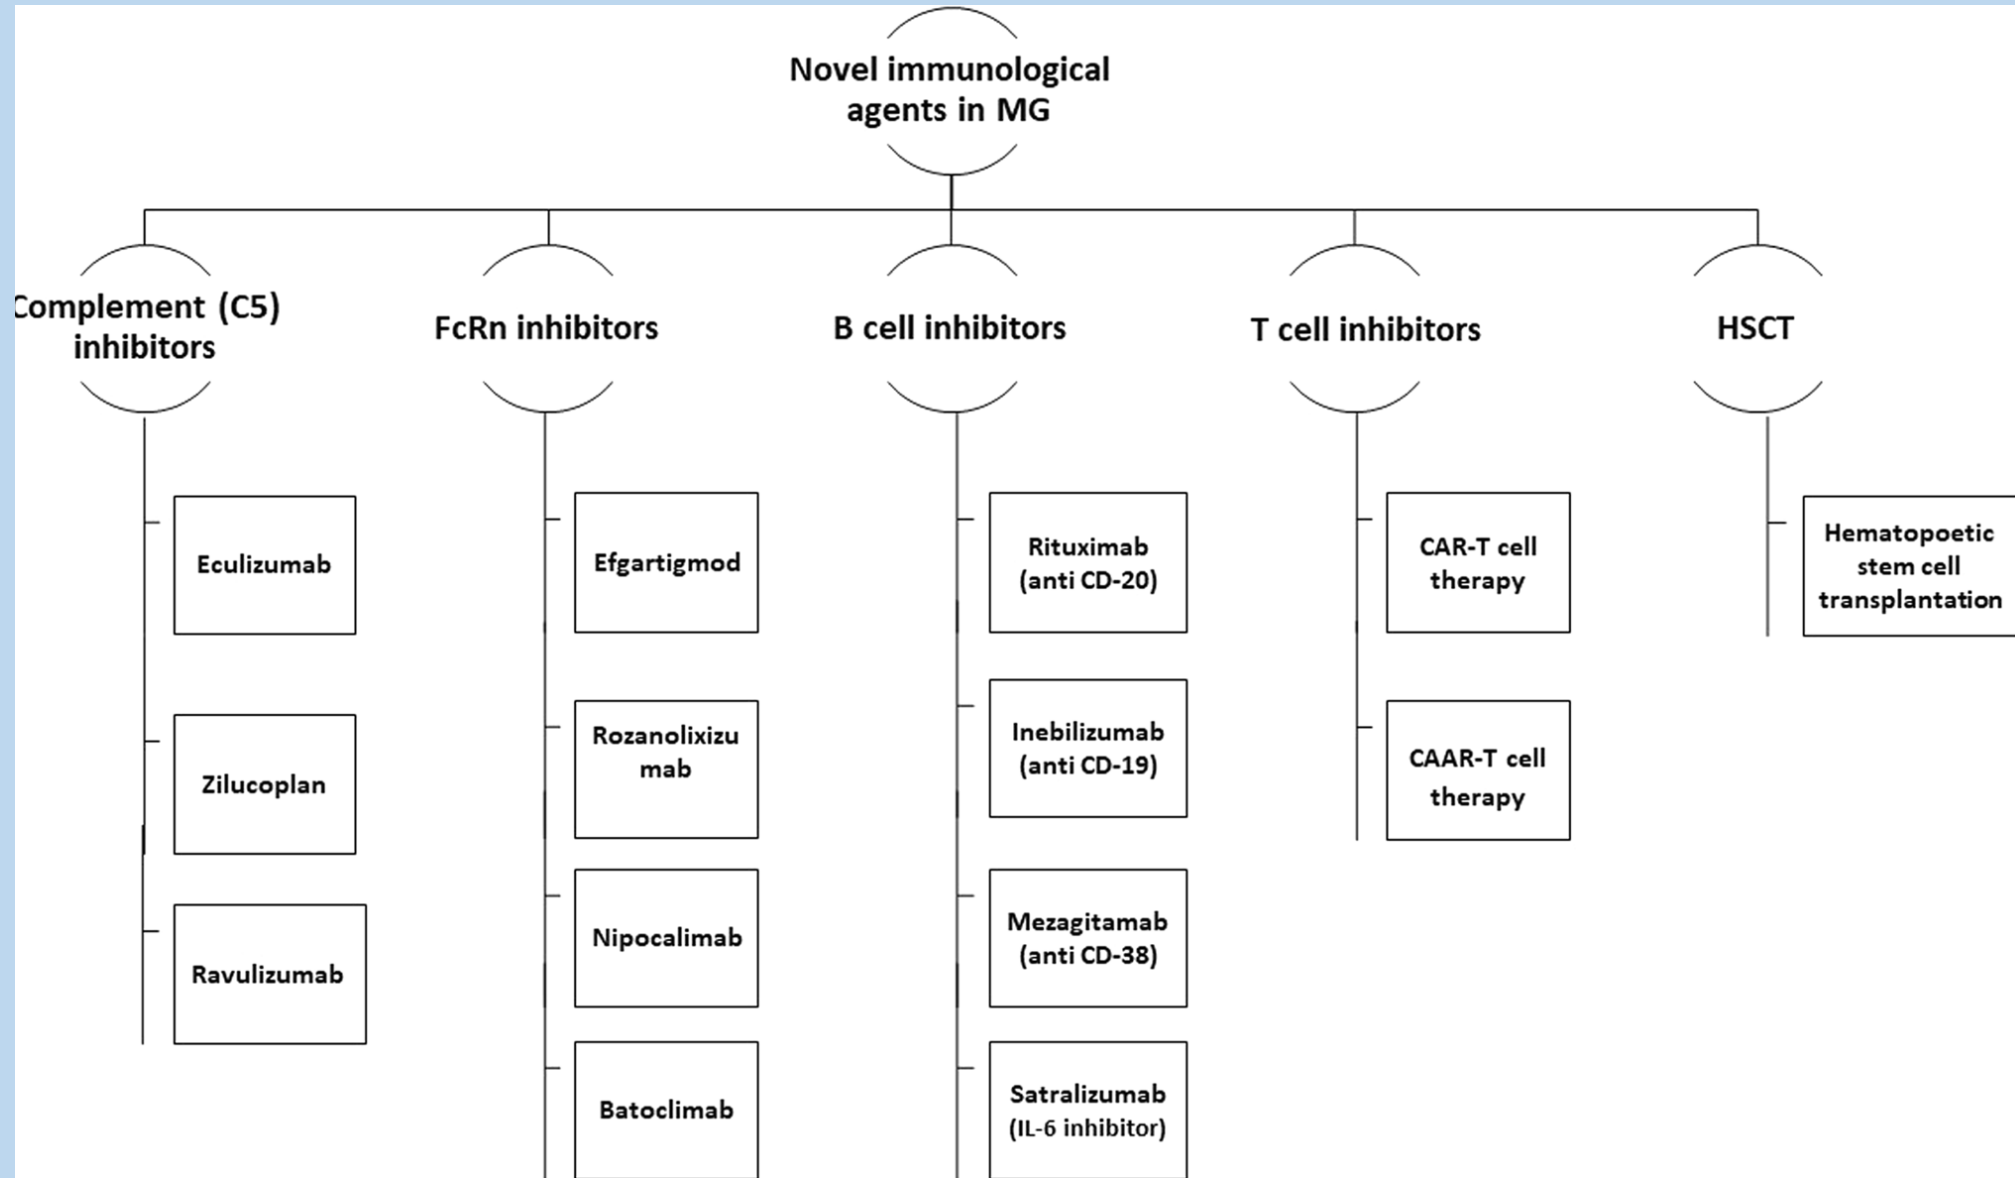 Novel immunological
agents in MG
Complement (C5)
inhibitors
FcRn inhibitors
B cell inhibitors
T cell inhibitors
HSCT
Eculizumab
Zilucoplan
Ravulizumab
Efgartigmod
Rozanolixizu
mab
Nipocalimab
Batoclimab
Rituximab
(anti CD-20)
Inebilizumab
(anti CD-19)
Mezagitamab
(anti CD-38)
Satralizumab
(IL-6 inhibitor)
CAR-T cell
therapy
CAAR-T cell
therapy
Hematopoetic
stem cell
transplantation